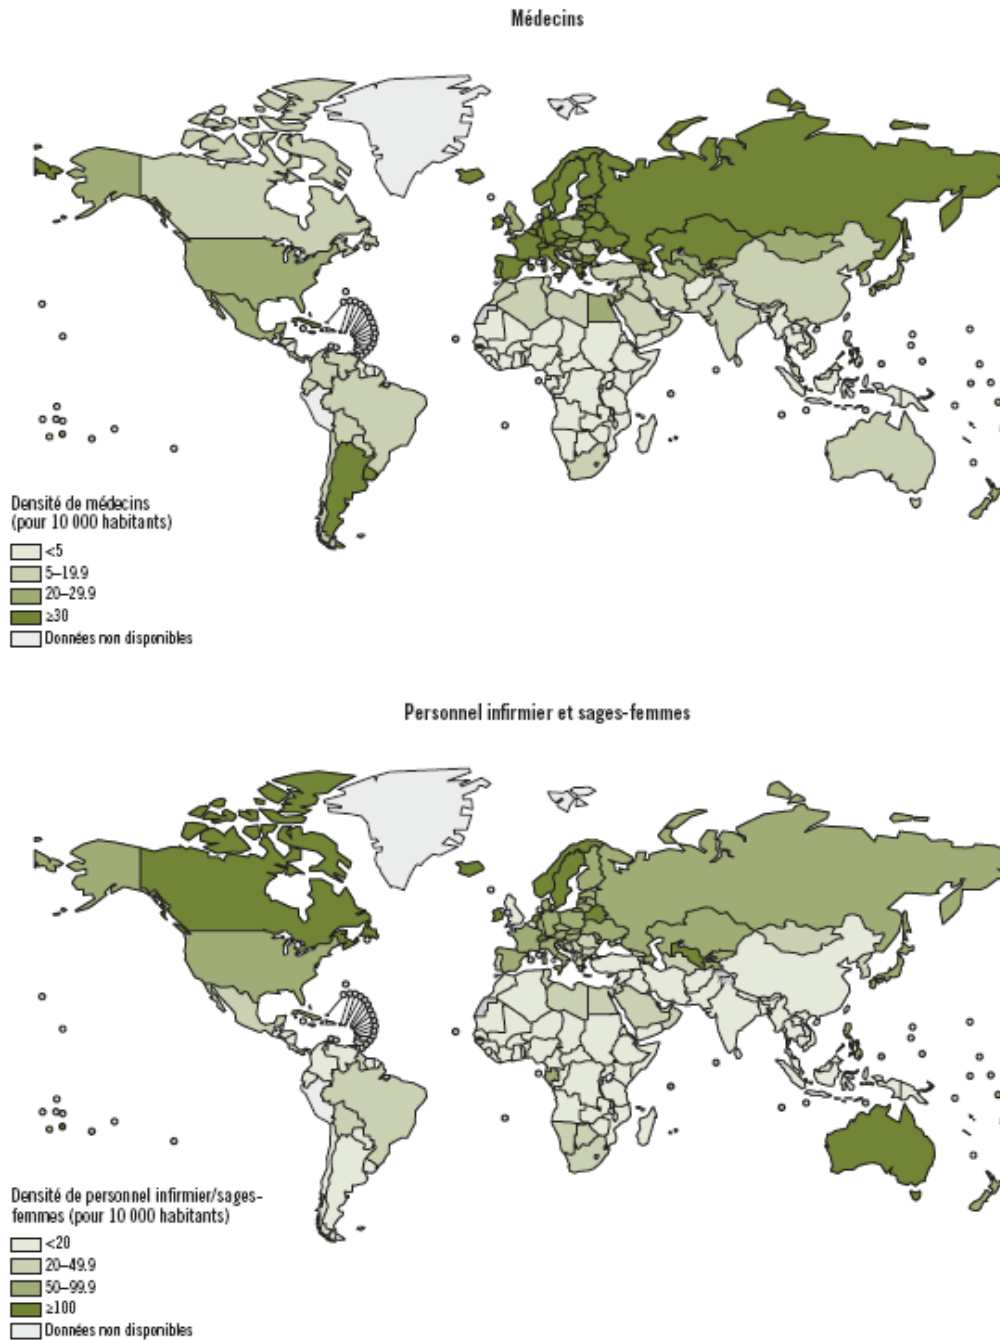 Médecins
Densité de médecins
(pour 10 000 habitants)
<5
5–19.9
20–29.9
≥30
Données non disponibles
Personnel infirmier et sages-femmes
Densité de personnel infirmier/sages-
femmes (pour 10 000 habitants)
<20
20–49.9
50–99.9
≥100
Données non disponibles